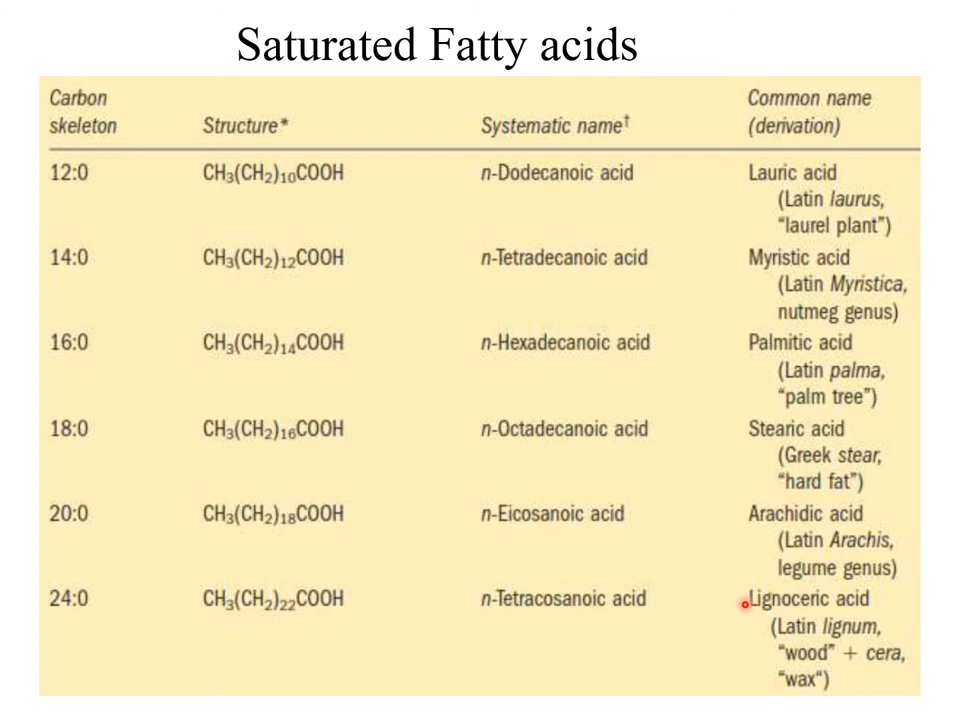 Saturated Fatty acids
Carbon skeleton Structure* Systematic name† Common name (derivation)
12:0 CH₃(CH₂)₁₀COOH n-Dodecanoic acid Lauric acid
(Latin laurus,
“laurel plant”)
14:0 CH₃(CH₂)₁₂COOH n-Tetradecanoic acid Myristic acid
(Latin Myristica,
nutmeg genus)
16:0 CH₃(CH₂)₁₄COOH n-Hexadecanoic acid Palmitic acid
(Latin palma,
“palm tree”)
18:0 CH₃(CH₂)₁₆COOH n-Octadecanoic acid Stearic acid
(Greek stear,
“hard fat”)
20:0 CH₃(CH₂)₁₈COOH n-Eicosanoic acid Arachidic acid
(Latin Arachis,
legume genus)
24:0 CH₃(CH₂)₂₂COOH n-Tetracosanoic acid Lignoceric acid
(Latin lignum,
“wood” + cera,
“wax“)